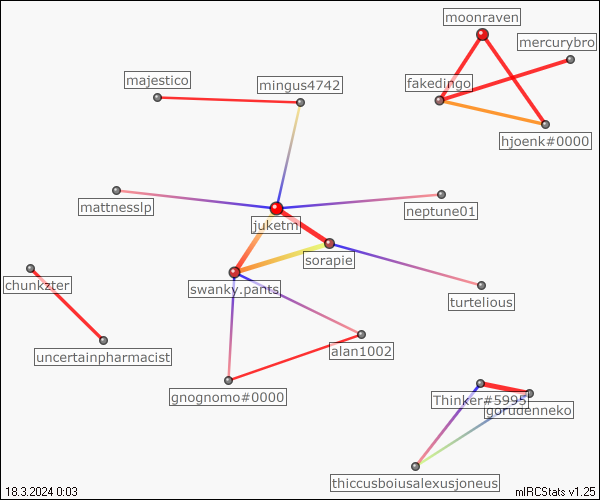 moonraven
mercurybro
majestico
mingus4742
fakedingo
hjoenk#0000
mattnesslp
neptune01
juketm
sorapie
chunkzter
swanky.pants
turtelious
uncertainpharmacist
alan1002
gnognomo#0000
Thinker#5995
gorudenneko
thiccusboiusalexusjoneus
18.3.2024 0:03
mIRCStats v1.25